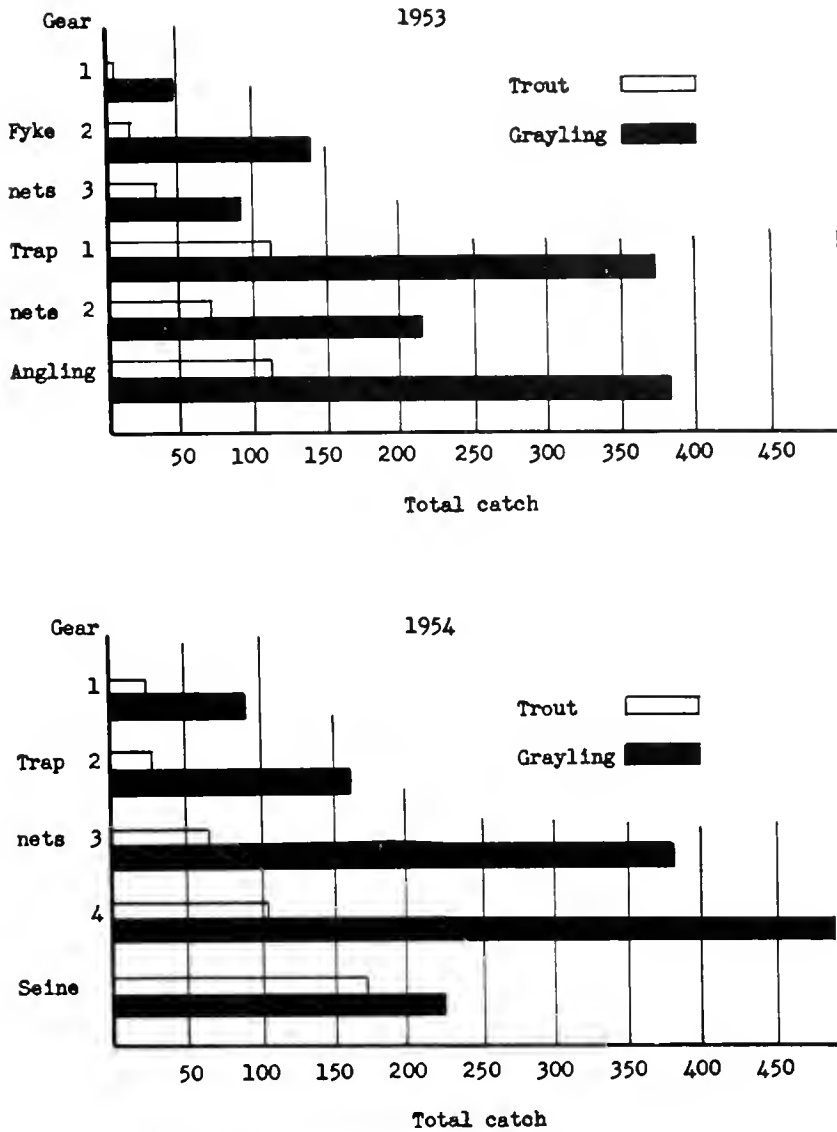 Gear 1953
1
Trout
Fyke 2
Grayling
nets 3
Trap 1
nets 2
Angling
50 100 150 200 250 300 350 400 450
Total catch
Gear 1954
1
Trout
Trap 2
Grayling
nets 3
4
Seine
50 100 150 200 250 300 350 400 450
Total catch